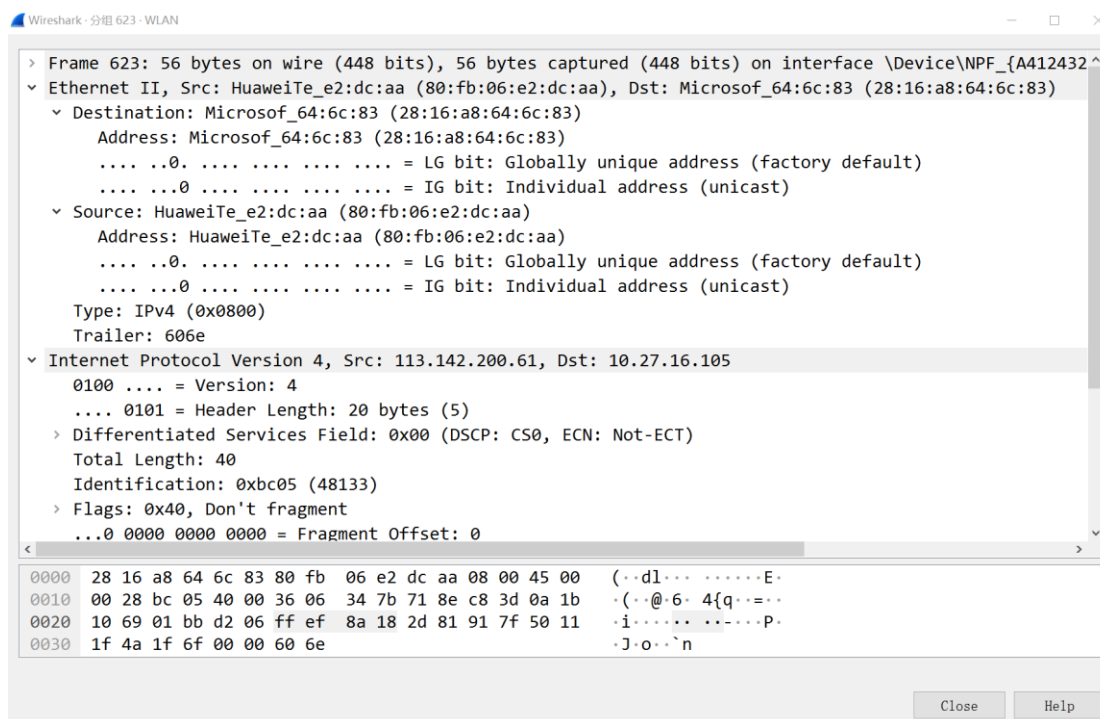 Wireshark · 分组 623 · WLAN
Frame 623: 56 bytes on wire (448 bits), 56 bytes captured (448 bits) on interface \Device\NPF_{A412432
Ethernet II, Src: HuaweiTe_e2:dc:aa (80:fb:06:e2:dc:aa), Dst: Microsof_64:6c:83 (28:16:a8:64:6c:83)
Destination: Microsof_64:6c:83 (28:16:a8:64:6c:83)
Address: Microsof_64:6c:83 (28:16:a8:64:6c:83)
.... ..0. .... .... .... .... = LG bit: Globally unique address (factory default)
.... ...0 .... .... .... .... = IG bit: Individual address (unicast)
Source: HuaweiTe_e2:dc:aa (80:fb:06:e2:dc:aa)
Address: HuaweiTe_e2:dc:aa (80:fb:06:e2:dc:aa)
.... ..0. .... .... .... .... = LG bit: Globally unique address (factory default)
.... ...0 .... .... .... .... = IG bit: Individual address (unicast)
Type: IPv4 (0x0800)
Trailer: 606e
Internet Protocol Version 4, Src: 113.142.200.61, Dst: 10.27.16.105
0100 .... = Version: 4
.... 0101 = Header Length: 20 bytes (5)
Differentiated Services Field: 0x00 (DSCP: CS0, ECN: Not-ECT)
Total Length: 40
Identification: 0xbc05 (48133)
Flags: 0x40, Don't fragment
...0 0000 0000 0000 = Fragment Offset: 0
0000 28 16 a8 64 6c 83 80 fb 06 e2 dc aa 08 00 45 00 (··dl··· ······E·
0010 00 28 bc 05 40 00 36 06 34 7b 71 8e c8 3d 0a 1b ·(··@·6· 4{q··=··
0020 10 69 01 bb d2 06 ff ef 8a 18 2d 81 91 7f 50 11 ·i······ ··-···P·
0030 1f 4a 1f 6f 00 00 60 6e ·J·o··`n
Close Help